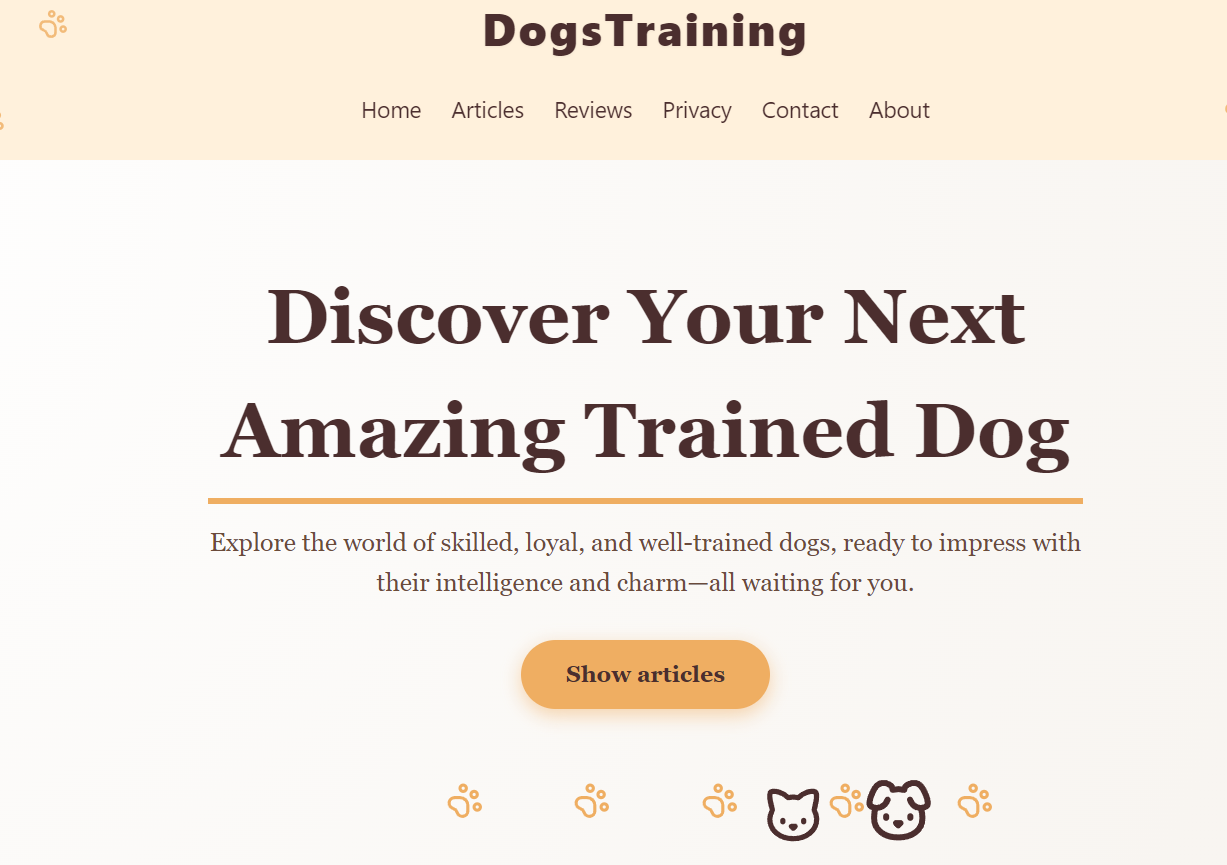 DogsTraining
Home Articles Reviews Privacy Contact About
Discover Your Next
Amazing Trained Dog
Explore the world of skilled, loyal, and well-trained dogs, ready to impress with
their intelligence and charm—all waiting for you.
Show articles